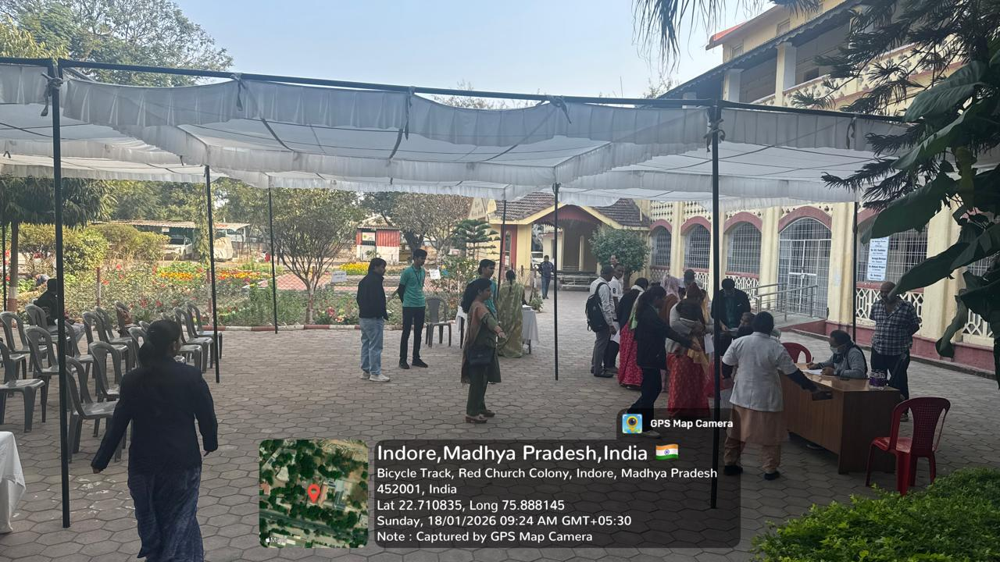 GPS Map Camera
Indore,Madhya Pradesh,India
Bicycle Track, Red Church Colony, Indore, Madhya Pradesh
452001, India
Lat 22.710835, Long 75.888145
Sunday, 18/01/2026 09:24 AM GMT+05:30
Note : Captured by GPS Map Camera